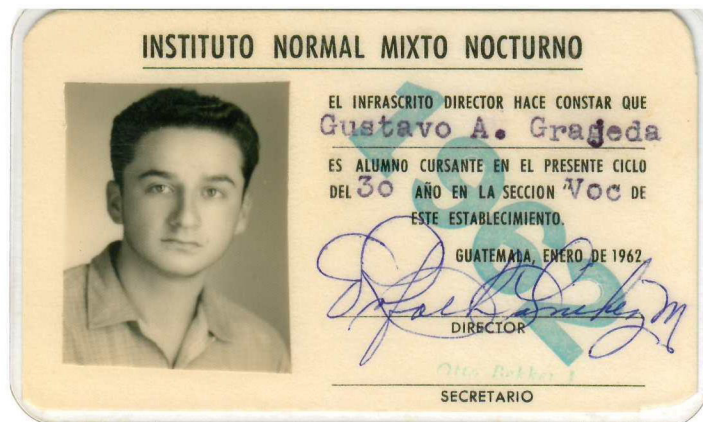 INSTITUTO NORMAL MIXTO NOCTURNO
EL INFRASCRITO DIRECTOR HACE CONSTAR QUE
Gustavo A. Grageda
ES ALUMNO CURSANTE EN EL PRESENTE CICLO
DEL 3o AÑO EN LA SECCION "Voc DE
ESTE ESTABLECIMIENTO.
GUATEMALA, ENERO DE 1962
1962
DIRECTOR
SECRETARIO